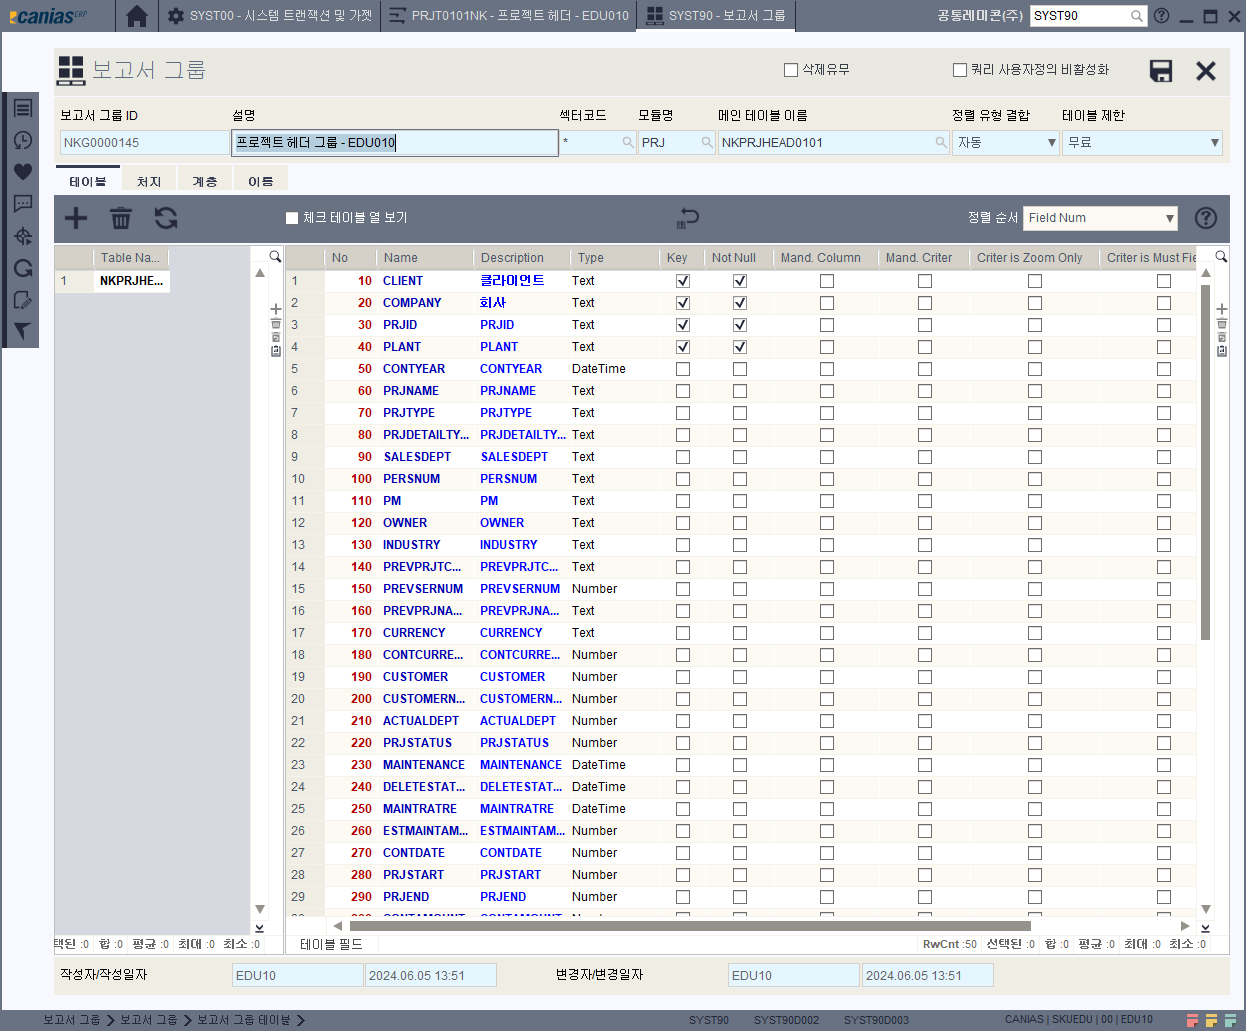 caniasERP SYST00 - 시스템 트랜잭션 및 가젯 PRJT0101NK - 프로젝트 헤더 - EDU010 SYST90 - 보고서 그룹 공통레미콘(주) SYST90
보고서 그룹 삭제유무 쿼리 사용자정의 비활성화
보고서 그룹 ID 설명 섹터코드 모듈명 메인 테이블 이름 정렬 유형 결합 테이블 제한
NKG0000145 프로젝트 헤더 그룹 - EDU010 * PRJ NKPRJHEAD0101 자동 무료
테이블 처지 계층 이름
체크 테이블 열 보기 정렬 순서 Field Num
Table Na... No Name Description Type Key Not Null Mand. Column Mand. Criter Criter is Zoom Only Criter is Must Fie
1 NKPRJHE... 1 10 CLIENT 클라이언트 Text
2 20 COMPANY 회사 Text
3 30 PRJID PRJID Text
4 40 PLANT PLANT Text
5 50 CONTYEAR CONTYEAR DateTime
6 60 PRJNAME PRJNAME Text
7 70 PRJTYPE PRJTYPE Text
8 80 PRJDETAILTY... PRJDETAILTY... Text
9 90 SALESDEPT SALESDEPT Text
10 100 PERSNUM PERSNUM Text
11 110 PM PM Text
12 120 OWNER OWNER Text
13 130 INDUSTRY INDUSTRY Text
14 140 PREVPRJTC... PREVPRJTC... Text
15 150 PREVSERNUM PREVSERNUM Number
16 160 PREVPRJNA... PREVPRJNA... Text
17 170 CURRENCY CURRENCY Text
18 180 CONTCURRE... CONTCURRE... Number
19 190 CUSTOMER CUSTOMER Number
20 200 CUSTOMERN... CUSTOMERN... Number
21 210 ACTUALDEPT ACTUALDEPT Number
22 220 PRJSTATUS PRJSTATUS Number
23 230 MAINTENANCE MAINTENANCE DateTime
24 240 DELETESTAT... DELETESTAT... DateTime
25 250 MAINTRATRE MAINTRATRE DateTime
26 260 ESTMAINTAM... ESTMAINTAM... Number
27 270 CONTDATE CONTDATE Number
28 280 PRJSTART PRJSTART Number
29 290 PRJEND PRJEND Number
택된 :0 합 :0 평균 :0 최대 :0 최소 :0 테이블 필드 RwCnt :50 선택된 :0 합 :0 평균 :0 최대 :0 최소 :0
작성자/작성일자 EDU10 2024.06.05 13:51 변경자/변경일자 EDU10 2024.06.05 13:51
보고서 그룹 보고서 그룹 보고서 그룹 테이블 SYST90 SYST90D002 SYST90D003 CANIAS | SKUEDU | 00 | EDU10